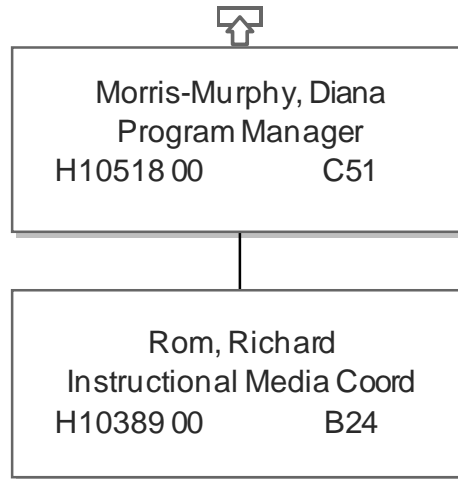 Morris-Murphy, Diana
Program Manager
H10518 00 C51
Rom, Richard
Instructional Media Coord
H10389 00 B24